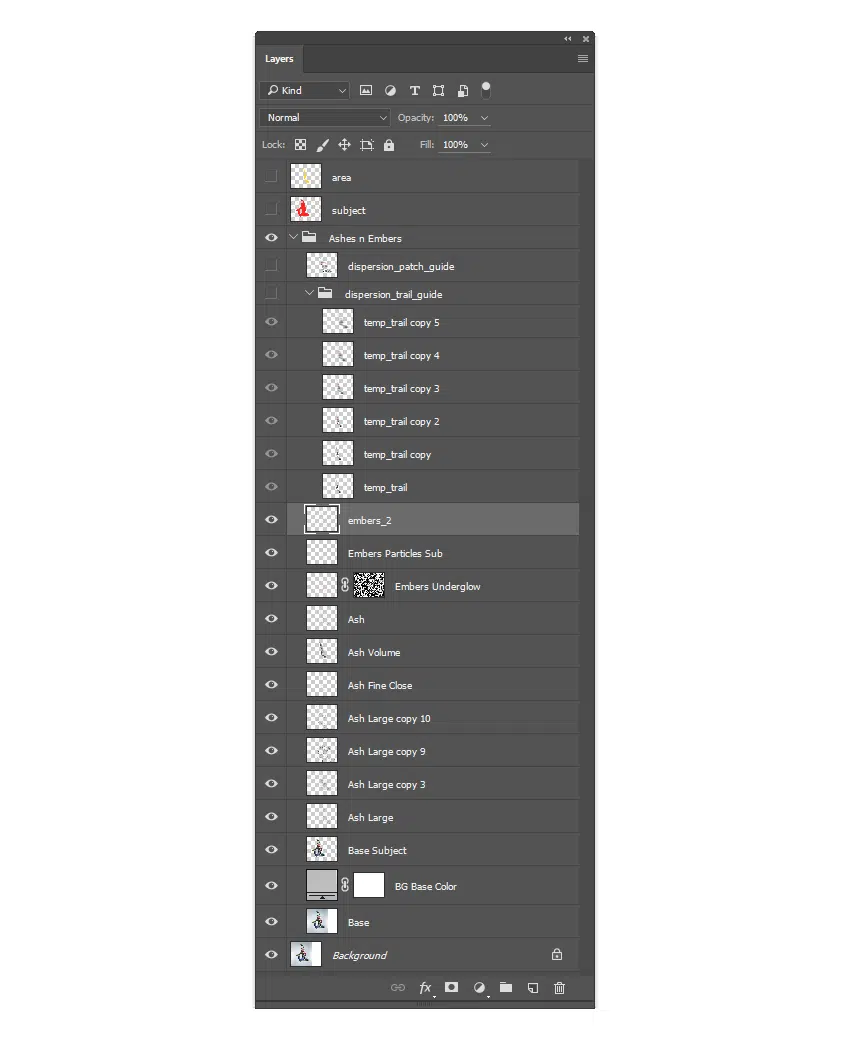 Layers
Kind
Normal Opacity: 100%
Lock: Fill: 100%
area
subject
Ashes n Embers
dispersion_patch_guide
dispersion_trail_guide
temp_trail copy 5
temp_trail copy 4
temp_trail copy 3
temp_trail copy 2
temp_trail copy
temp_trail
embers_2
Embers Particles Sub
Embers Underglow
Ash
Ash Volume
Ash Fine Close
Ash Large copy 10
Ash Large copy 9
Ash Large copy 3
Ash Large
Base Subject
BG Base Color
Base
Background
fx